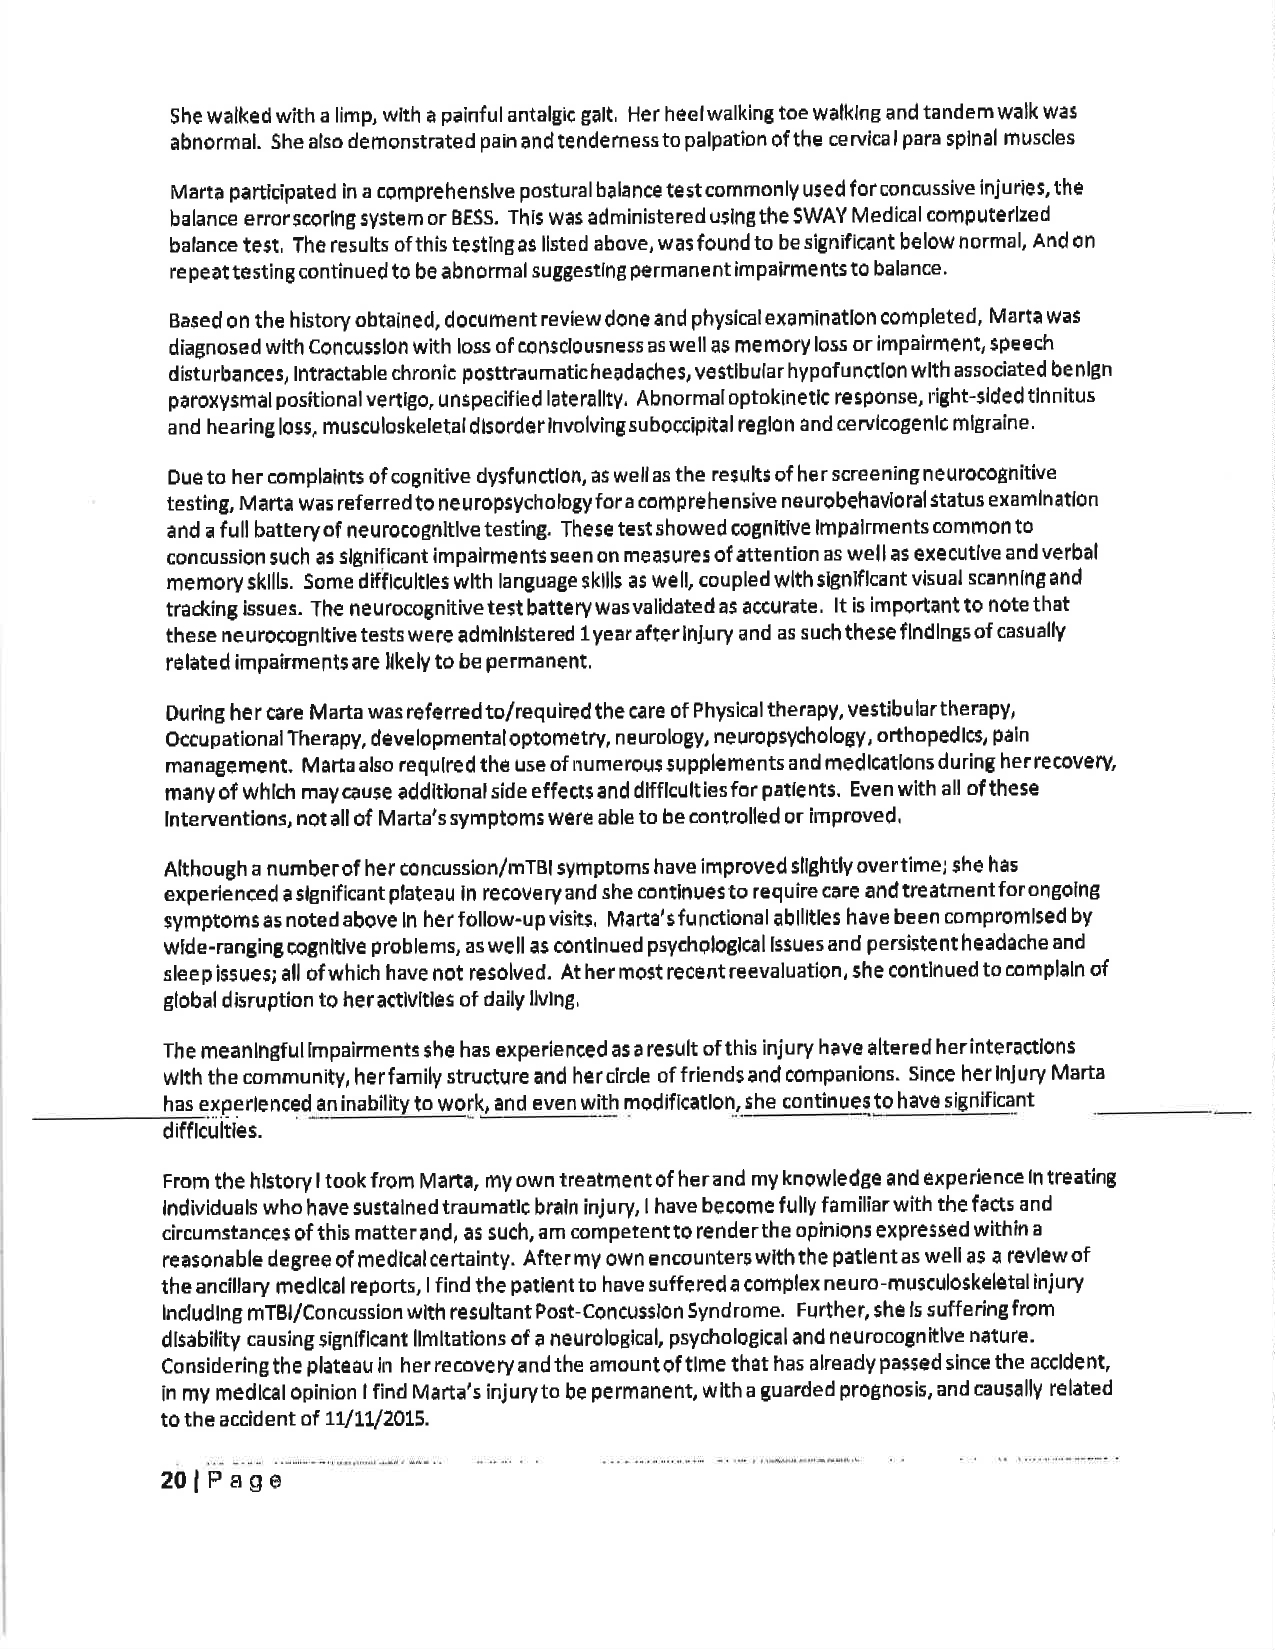 She walked with a limp, with a painful antalgic gait. Her heel walking toe walking and tandem walk was
abnormal. She also demonstrated pain and tenderness to palpation of the cervical para spinal muscles
Marta participated in a comprehensive postural balance test commonly used for concussive injuries, the
balance error scoring system or BESS. This was administered using the SWAY Medical computerized
balance test. The results of this testing as listed above, was found to be significant below normal, And on
repeat testing continued to be abnormal suggesting permanent impairments to balance.
Based on the history obtained, document review done and physical examination completed, Marta was
diagnosed with Concussion with loss of consciousness as well as memory loss or impairment, speech
disturbances, Intractable chronic posttraumatic headaches, vestibular hypofunction with associated benign
paroxysmal positional vertigo, unspecified laterality. Abnormal optokinetic response, right-sided tinnitus
and hearing loss, musculoskeletal disorder involving suboccipital region and cervicogenic migraine.
Due to her complaints of cognitive dysfunction, as well as the results of her screening neurocognitive
testing, Marta was referred to neuropsychology for a comprehensive neurobehavioral status examination
and a full battery of neurocognitive testing. These test showed cognitive impairments common to
concussion such as significant impairments seen on measures of attention as well as executive and verbal
memory skills. Some difficulties with language skills as well, coupled with significant visual scanning and
tracking issues. The neurocognitive test battery was validated as accurate. It is important to note that
these neurocognitive tests were administered 1 year after injury and as such these findings of casually
related impairments are likely to be permanent.
During her care Marta was referred to/required the care of Physical therapy, vestibular therapy,
Occupational Therapy, developmental optometry, neurology, neuropsychology, orthopedics, pain
management. Marta also required the use of numerous supplements and medications during her recovery,
many of which may cause additional side effects and difficulties for patients. Even with all of these
Interventions, not all of Marta's symptoms were able to be controlled or improved.
Although a number of her concussion/mTBI symptoms have improved slightly overtime; she has
experienced a significant plateau in recovery and she continues to require care and treatment for ongoing
symptoms as noted above in her follow-up visits. Marta's functional abilities have been compromised by
wide-ranging cognitive problems, as well as continued psychological issues and persistent headache and
sleep issues; all of which have not resolved. At her most recent reevaluation, she continued to complain of
global disruption to her activities of daily living.
The meaningful impairments she has experienced as a result of this injury have altered her interactions
with the community, her family structure and her circle of friends and companions. Since her injury Marta
has experienced an inability to work, and even with modification, she continues to have significant
difficulties.
From the history I took from Marta, my own treatment of her and my knowledge and experience in treating
individuals who have sustained traumatic brain injury, I have become fully familiar with the facts and
circumstances of this matter and, as such, am competent to render the opinions expressed within a
reasonable degree of medical certainty. After my own encounters with the patient as well as a review of
the ancillary medical reports, I find the patient to have suffered a complex neuro-musculoskeletal injury
including mTBI/Concussion with resultant Post-Concussion Syndrome. Further, she is suffering from
disability causing significant limitations of a neurological, psychological and neurocognitive nature.
Considering the plateau in her recovery and the amount of time that has already passed since the accident,
in my medical opinion I find Marta's injury to be permanent, with a guarded prognosis, and causally related
to the accident of 11/11/2015.
20 | P a g e